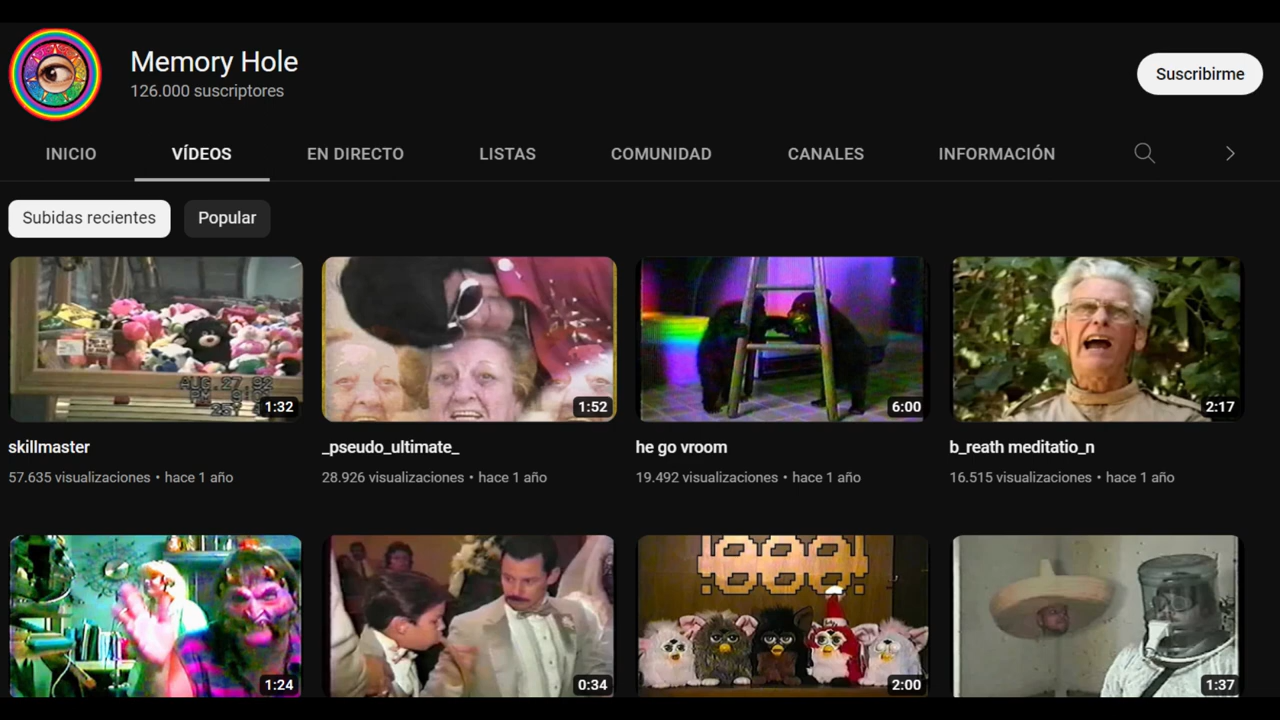 Memory Hole
126.000 suscriptores
Suscribirme
INICIO VÍDEOS EN DIRECTO LISTAS COMUNIDAD CANALES INFORMACIÓN
Subidas recientes Popular
AUG. 27. 92
1:32 1:52 6:00 2:17
skillmaster _pseudo_ultimate_ he go vroom b_reath meditatio_n
57.635 visualizaciones • hace 1 año 28.926 visualizaciones • hace 1 año 19.492 visualizaciones • hace 1 año 16.515 visualizaciones • hace 1 año
1:24 0:34 2:00 1:37